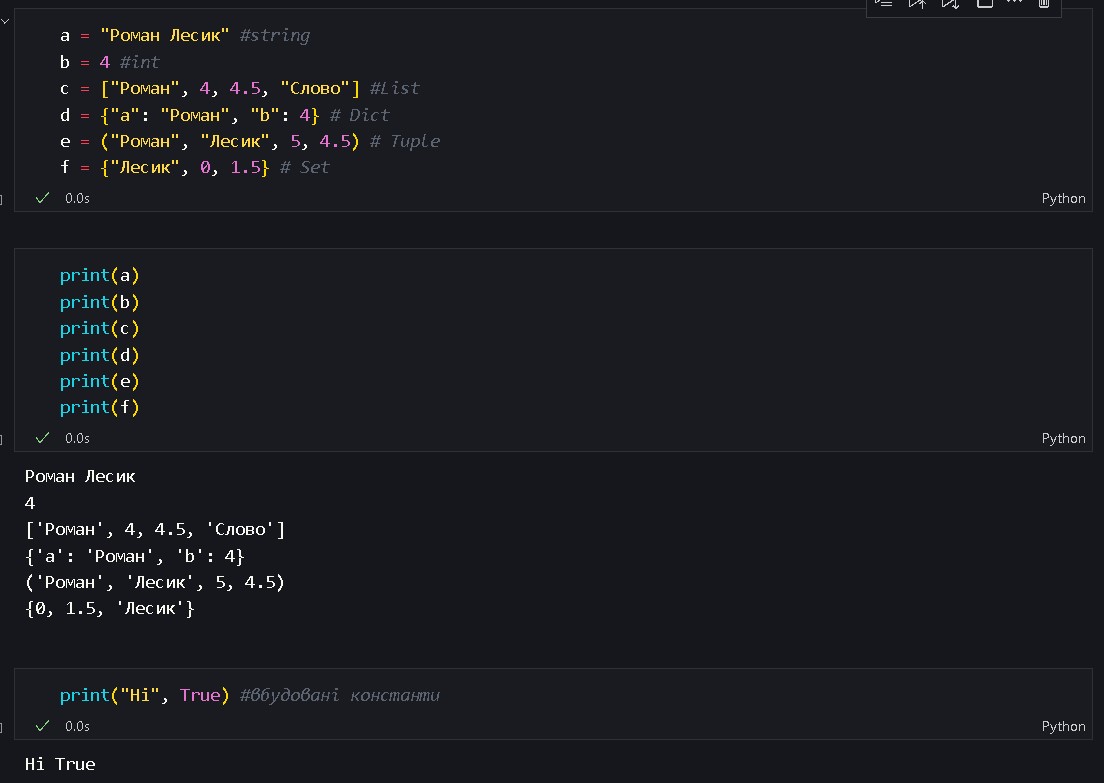 a = "Роман Лесик" #string
b = 4 #int
c = ["Роман", 4, 4.5, "Слово"] #List
d = {"a": "Роман", "b": 4} # Dict
e = ("Роман", "Лесик", 5, 4.5) # Tuple
f = {"Лесик", 0, 1.5} # Set
] 0.0s Python
print(a)
print(b)
print(c)
print(d)
print(e)
print(f)
] 0.0s Python
Роман Лесик
4
['Роман', 4, 4.5, 'Слово']
{'a': 'Роман', 'b': 4}
('Роман', 'Лесик', 5, 4.5)
{0, 1.5, 'Лесик'}
print("Hi", True) #вбудовані константи
] 0.0s Python
Hi True